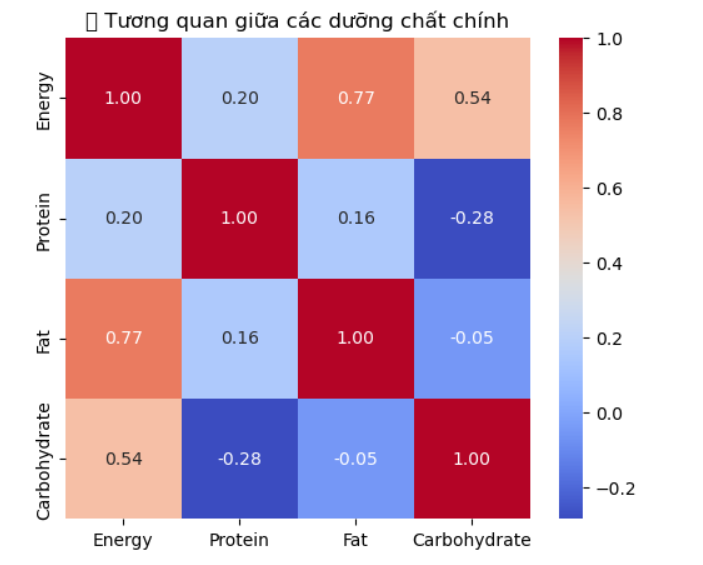 ▯ Tương quan giữa các dưỡng chất chính
Energy 1.00 0.20 0.77 0.54
Protein 0.20 1.00 0.16 -0.28
Fat 0.77 0.16 1.00 -0.05
Carbohydrate 0.54 -0.28 -0.05 1.00
Energy Protein Fat Carbohydrate
1.0
0.8
0.6
0.4
0.2
0.0
−0.2